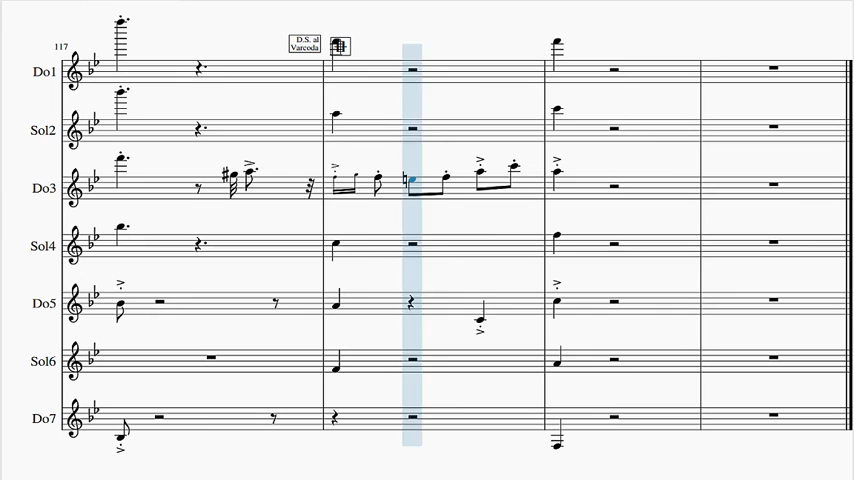 D.S. al
Varcoda
117
Do1
Sol2
Do3
Sol4
Do5
Sol6
Do7